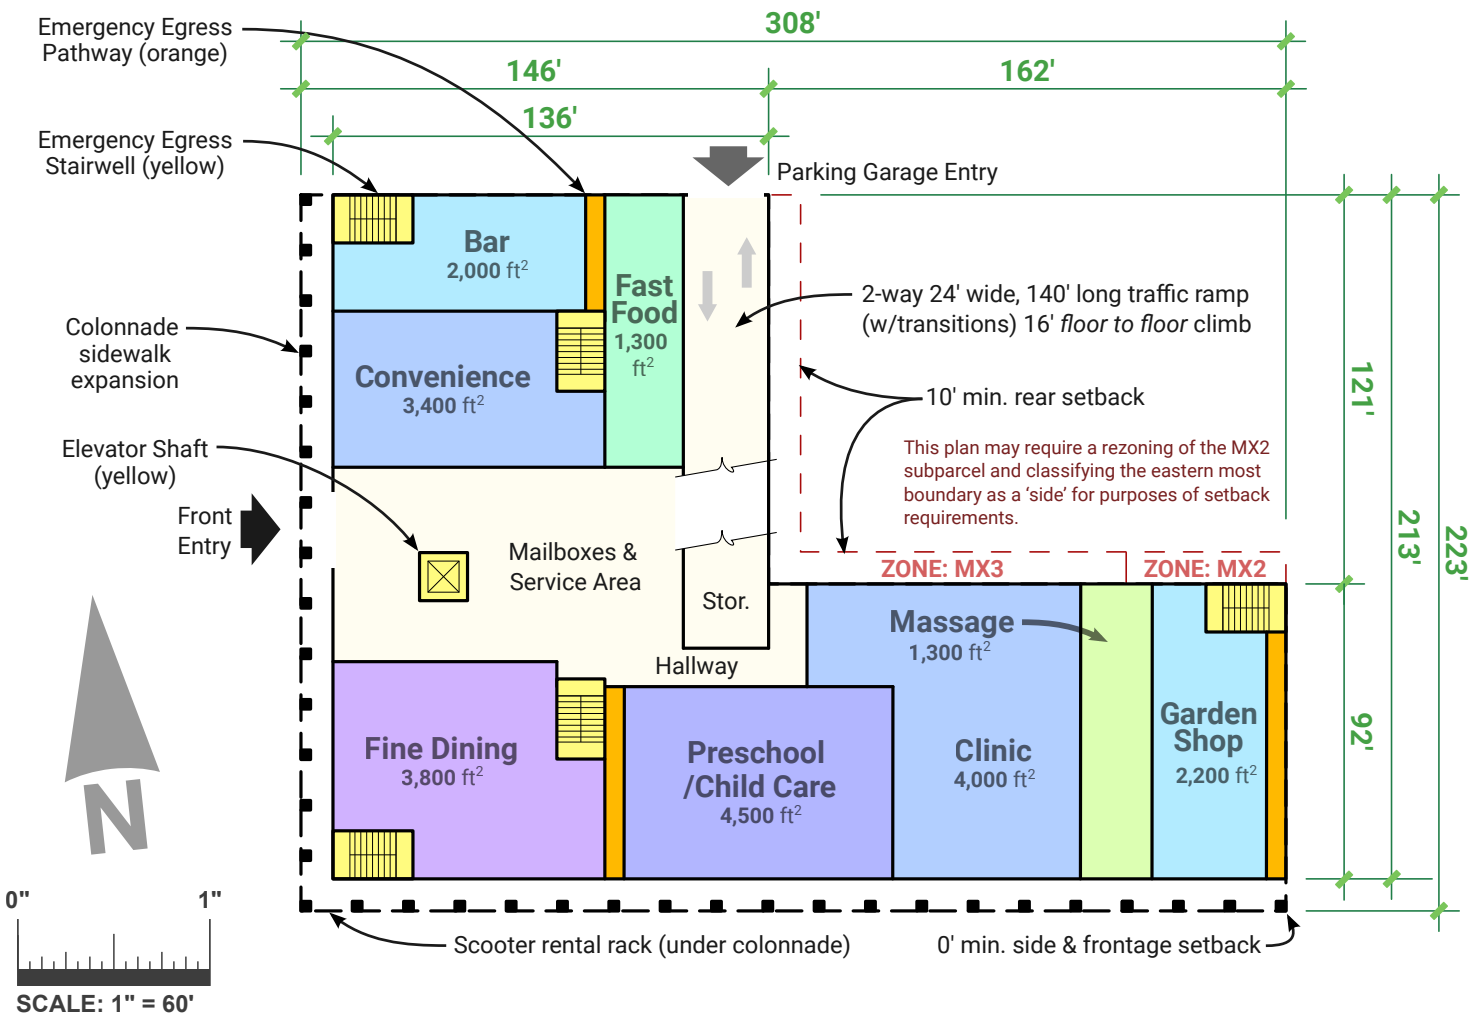 Emergency Egress
Pathway (orange)
308'
146'
162'
136'
Emergency Egress
Stairwell (yellow)
Parking Garage Entry
Bar
2,000 ft²
Fast
Food
1,300
ft²
2-way 24' wide, 140' long traffic ramp
(w/transitions) 16' floor to floor climb
Colonnade
sidewalk
expansion
Convenience
3,400 ft²
10' min. rear setback
121'
Elevator Shaft
(yellow)
This plan may require a rezoning of the MX2
subparcel and classifying the eastern most
boundary as a ‘side’ for purposes of setback
requirements.
Front
Entry
213'
223'
Mailboxes &
Service Area
ZONE: MX3
ZONE: MX2
Stor.
Massage
1,300 ft²
Hallway
Garden
Shop
2,200 ft²
92'
Fine Dining
3,800 ft²
Preschool
/Child Care
4,500 ft²
Clinic
4,000 ft²
N
0"
1"
SCALE: 1" = 60'
Scooter rental rack (under colonnade)
0' min. side & frontage setback